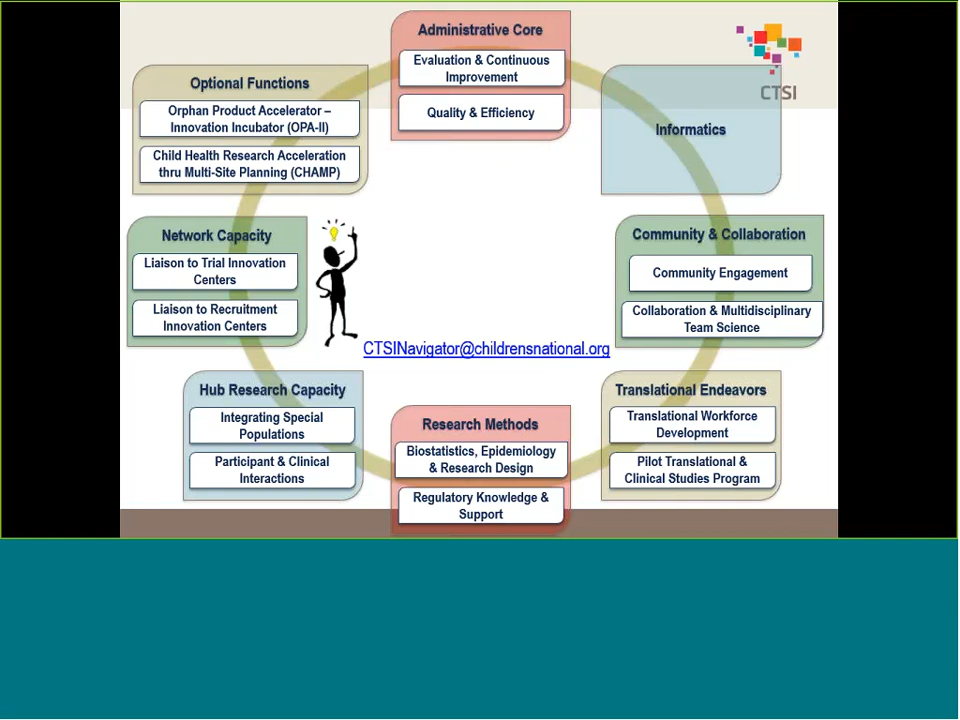 Administrative Core
Evaluation & Continuous
Improvement
Quality & Efficiency
CTSI
Optional Functions
Orphan Product Accelerator –
Innovation Incubator (OPA-II)
Child Health Research Acceleration
thru Multi-Site Planning (CHAMP)
Informatics
Network Capacity
Liaison to Trial Innovation
Centers
Liaison to Recruitment
Innovation Centers
Community & Collaboration
Community Engagement
Collaboration & Multidisciplinary
Team Science
CTSINavigator@childrensnational.org
Hub Research Capacity
Integrating Special
Populations
Participant & Clinical
Interactions
Research Methods
Biostatistics, Epidemiology
& Research Design
Regulatory Knowledge &
Support
Translational Endeavors
Translational Workforce
Development
Pilot Translational &
Clinical Studies Program